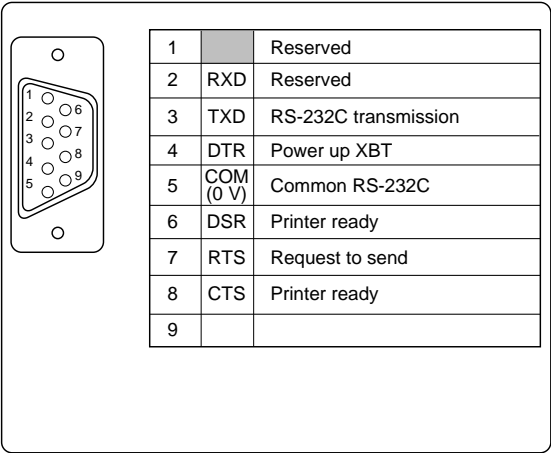 1 Reserved
2 RXD Reserved
3 TXD RS-232C transmission
4 DTR Power up XBT
5 COM (0 V) Common RS-232C
6 DSR Printer ready
7 RTS Request to send
8 CTS Printer ready
9
1
6
2
7
3
8
4
9
5